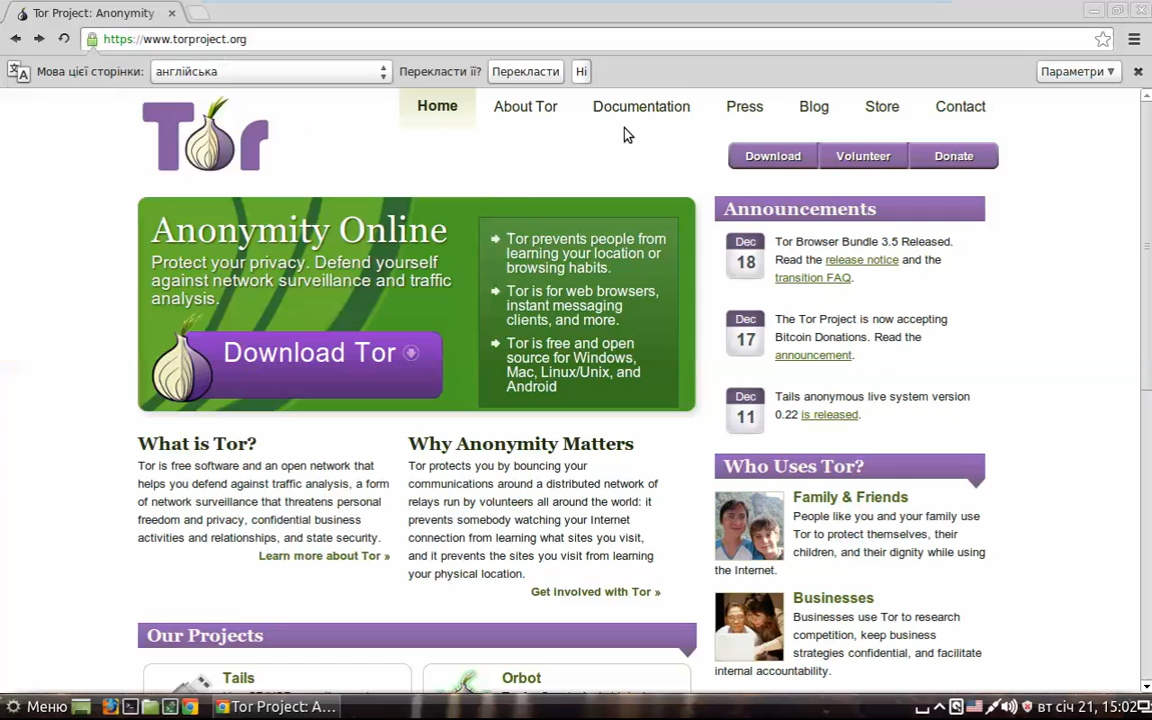 Tor Project: Anonymity
https://www.torproject.org
Мова цієї сторінки: англійська Перекласти її? Перекласти Ні Параметри
Tor
Home About Tor Documentation Press Blog Store Contact
Download Volunteer Donate
Anonymity Online
Protect your privacy. Defend yourself
against network surveillance and traffic
analysis.
Download Tor
Tor prevents people from
learning your location or
browsing habits.
Tor is for web browsers,
instant messaging
clients, and more.
Tor is free and open
source for Windows,
Mac, Linux/Unix, and
Android
Announcements
Dec
18
Tor Browser Bundle 3.5 Released.
Read the release notice and the
transition FAQ.
Dec
17
The Tor Project is now accepting
Bitcoin Donations. Read the
announcement.
Dec
11
Tails anonymous live system version
0.22 is released.
What is Tor?
Tor is free software and an open network that
helps you defend against traffic analysis, a form
of network surveillance that threatens personal
freedom and privacy, confidential business
activities and relationships, and state security.
Learn more about Tor »
Why Anonymity Matters
Tor protects you by bouncing your
communications around a distributed network of
relays run by volunteers all around the world: it
prevents somebody watching your Internet
connection from learning what sites you visit,
and it prevents the sites you visit from learning
your physical location.
Get involved with Tor »
Who Uses Tor?
Family & Friends
People like you and your family use
Tor to protect themselves, their
children, and their dignity while using
the Internet.
Businesses
Businesses use Tor to research
competition, keep business
strategies confidential, and facilitate
internal accountability.
Our Projects
Tails
Orbot
Меню Tor Project: A... вт січ 21, 15:02